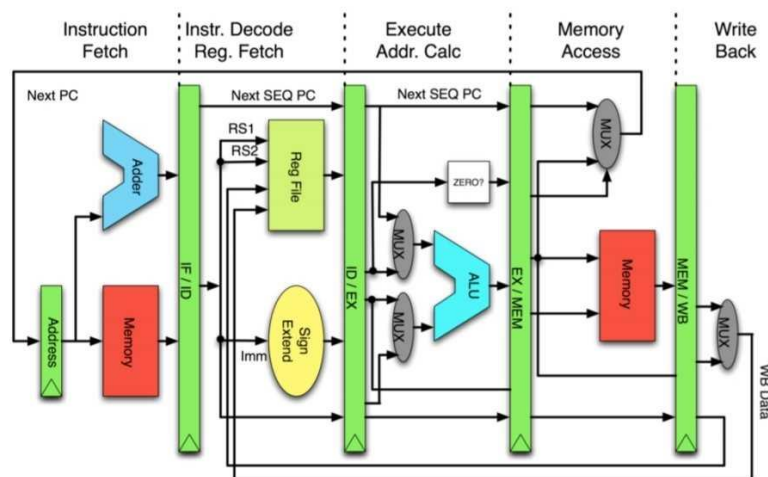 Instruction
Fetch
Instr. Decode
Reg. Fetch
Execute
Addr. Calc
Memory
Access
Write
Back
Next PC
Next SEQ PC
Next SEQ PC
RS1
RS2
Reg File
MUX
Adder
ZERO?
MUX
IF / ID
ID / EX
ALU
EX / MEM
Memory
MEM / WB
Address
Memory
Sign
Extend
MUX
MUX
Imm
WB Data